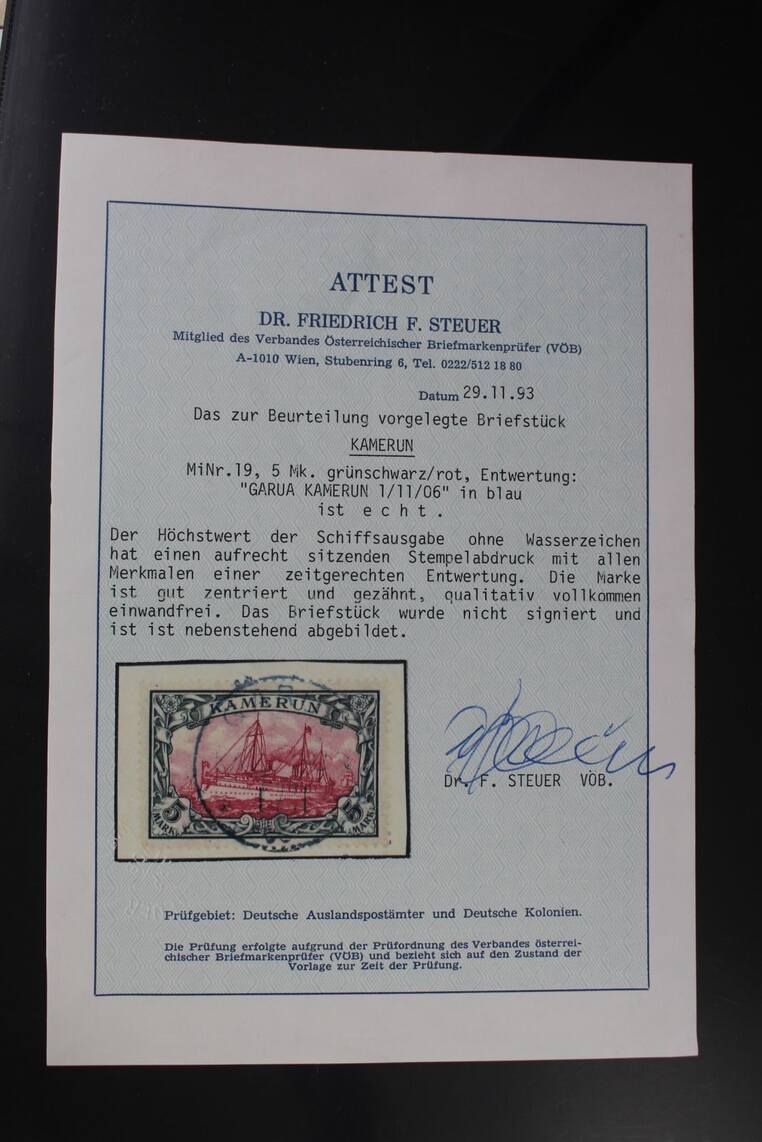 ATTEST
DR. FRIEDRICH F. STEUER
Mitglied des Verbandes Österreichischer Briefmarkenprüfer (VÖB)
A-1010 Wien, Stubenring 6, Tel. 0222/512 18 80
Datum 29.11.93
Das zur Beurteilung vorgelegte Briefstück
KAMERUN
MiNr.19, 5 Mk. grünschwarz/rot, Entwertung:
"GARUA KAMERUN 1/11/06" in blau
ist e c h t .
Der Höchstwert der Schiffsausgabe ohne Wasserzeichen
hat einen aufrecht sitzenden Stempelabdruck mit allen
Merkmalen einer zeitgerechten Entwertung. Die Marke
ist gut zentriert und gezähnt, qualitativ vollkommen
einwandfrei. Das Briefstück wurde nicht signiert und
ist ist nebenstehend abgebildet.
KAMERUN
5 5
MARK MARK
Dr. F. STEUER VÖB.
Prüfgebiet: Deutsche Auslandspostämter und Deutsche Kolonien.
Die Prüfung erfolgte aufgrund der Prüfordnung des Verbandes österrei-
chischer Briefmarkenprüfer (VÖB) und bezieht sich auf den Zustand der
Vorlage zur Zeit der Prüfung.